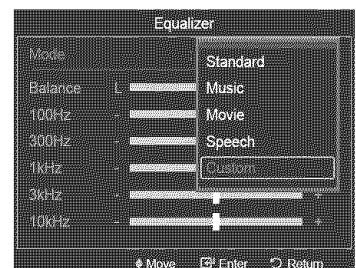 Equalizer
Mode
Standard
Balance L
Music
100Hz -
Movie
300Hz -
Speech
1kHz -
Custom
3kHz - +
10kHz - +
Move Enter Return